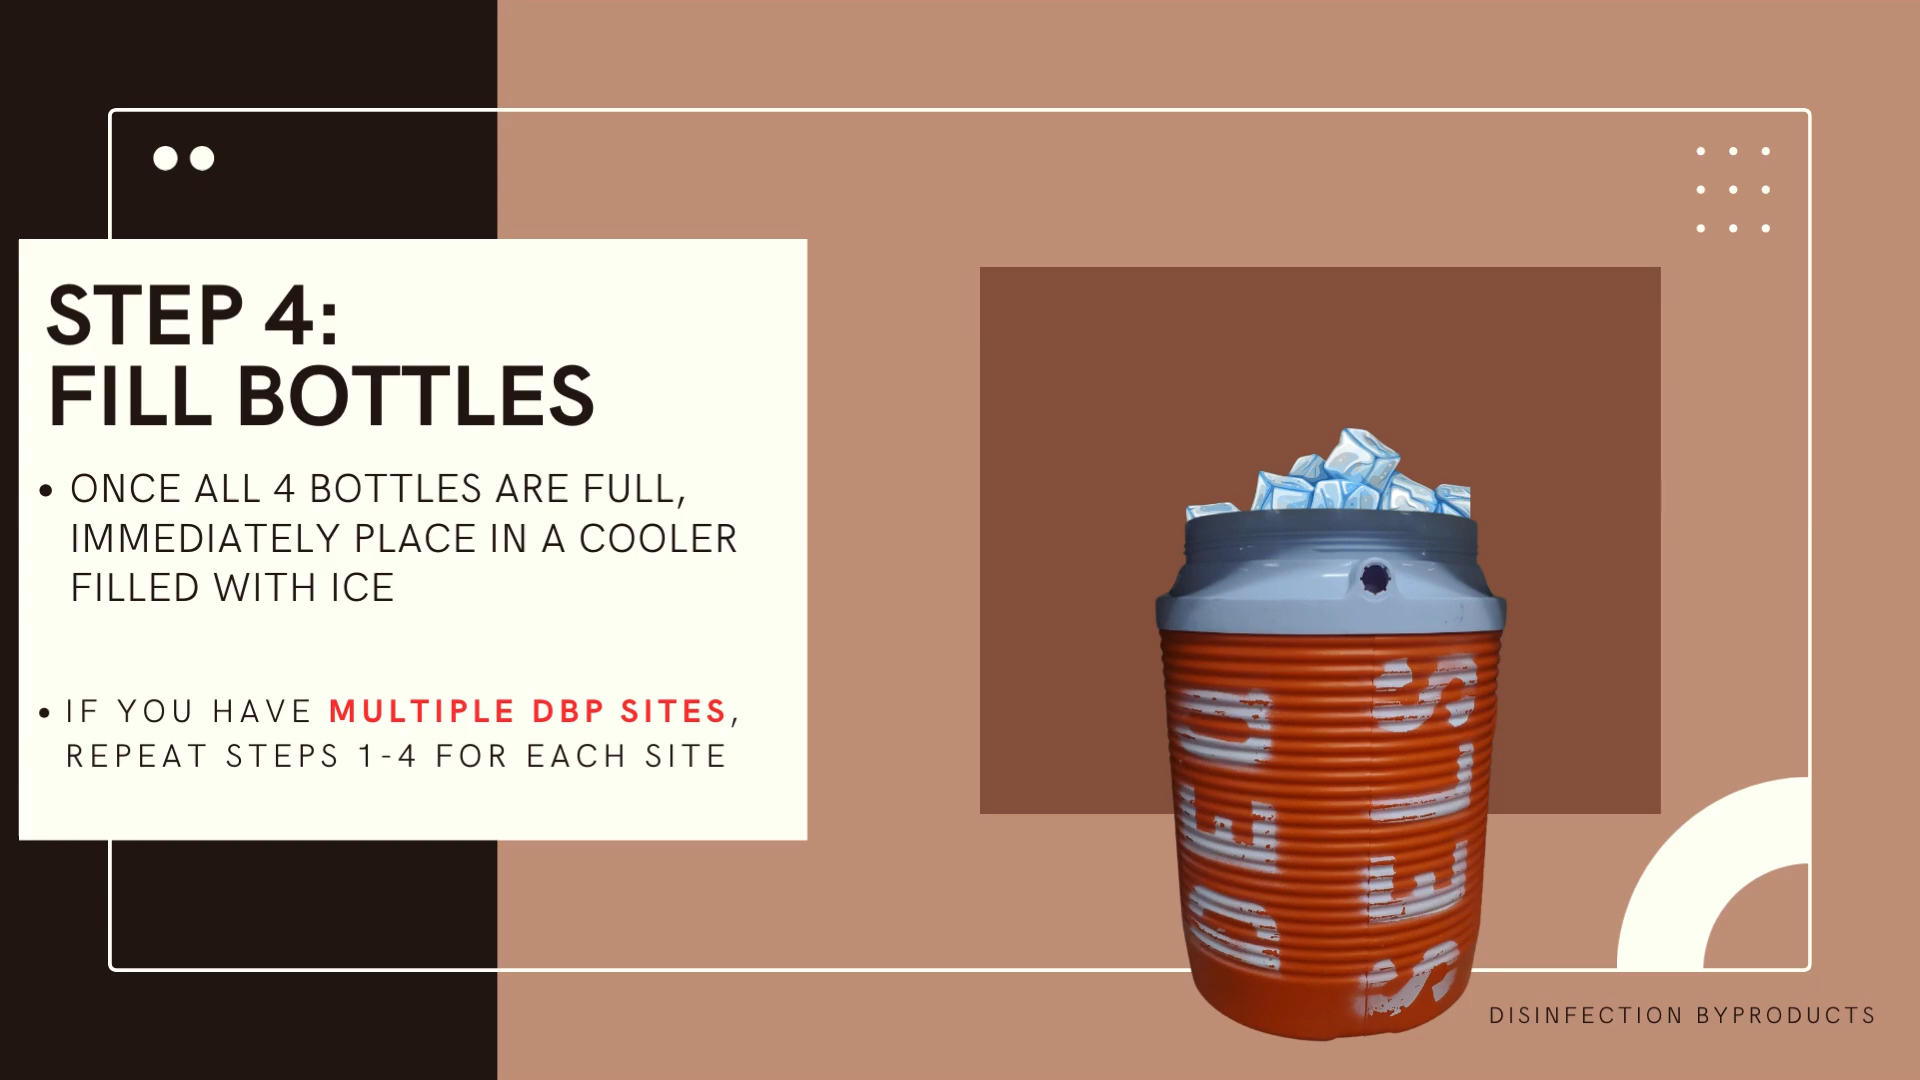 STEP 4:
FILL BOTTLES
• ONCE ALL 4 BOTTLES ARE FULL,
IMMEDIATELY PLACE IN A COOLER
FILLED WITH ICE
• IF YOU HAVE MULTIPLE DBP SITES,
REPEAT STEPS 1-4 FOR EACH SITE
DISINFECTION BYPRODUCTS